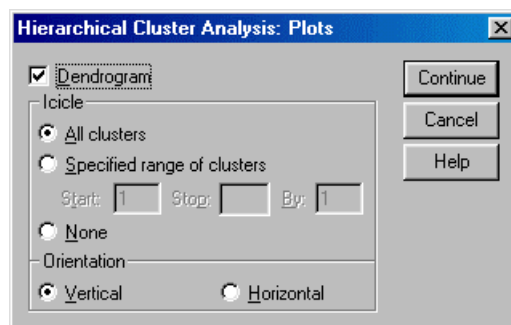 Hierarchical Cluster Analysis: Plots
Dendrogram
Continue
Icicle
All clusters
Cancel
Specified range of clusters
Help
Start: 1 Stop: By: 1
None
Orientation
Vertical Horizontal